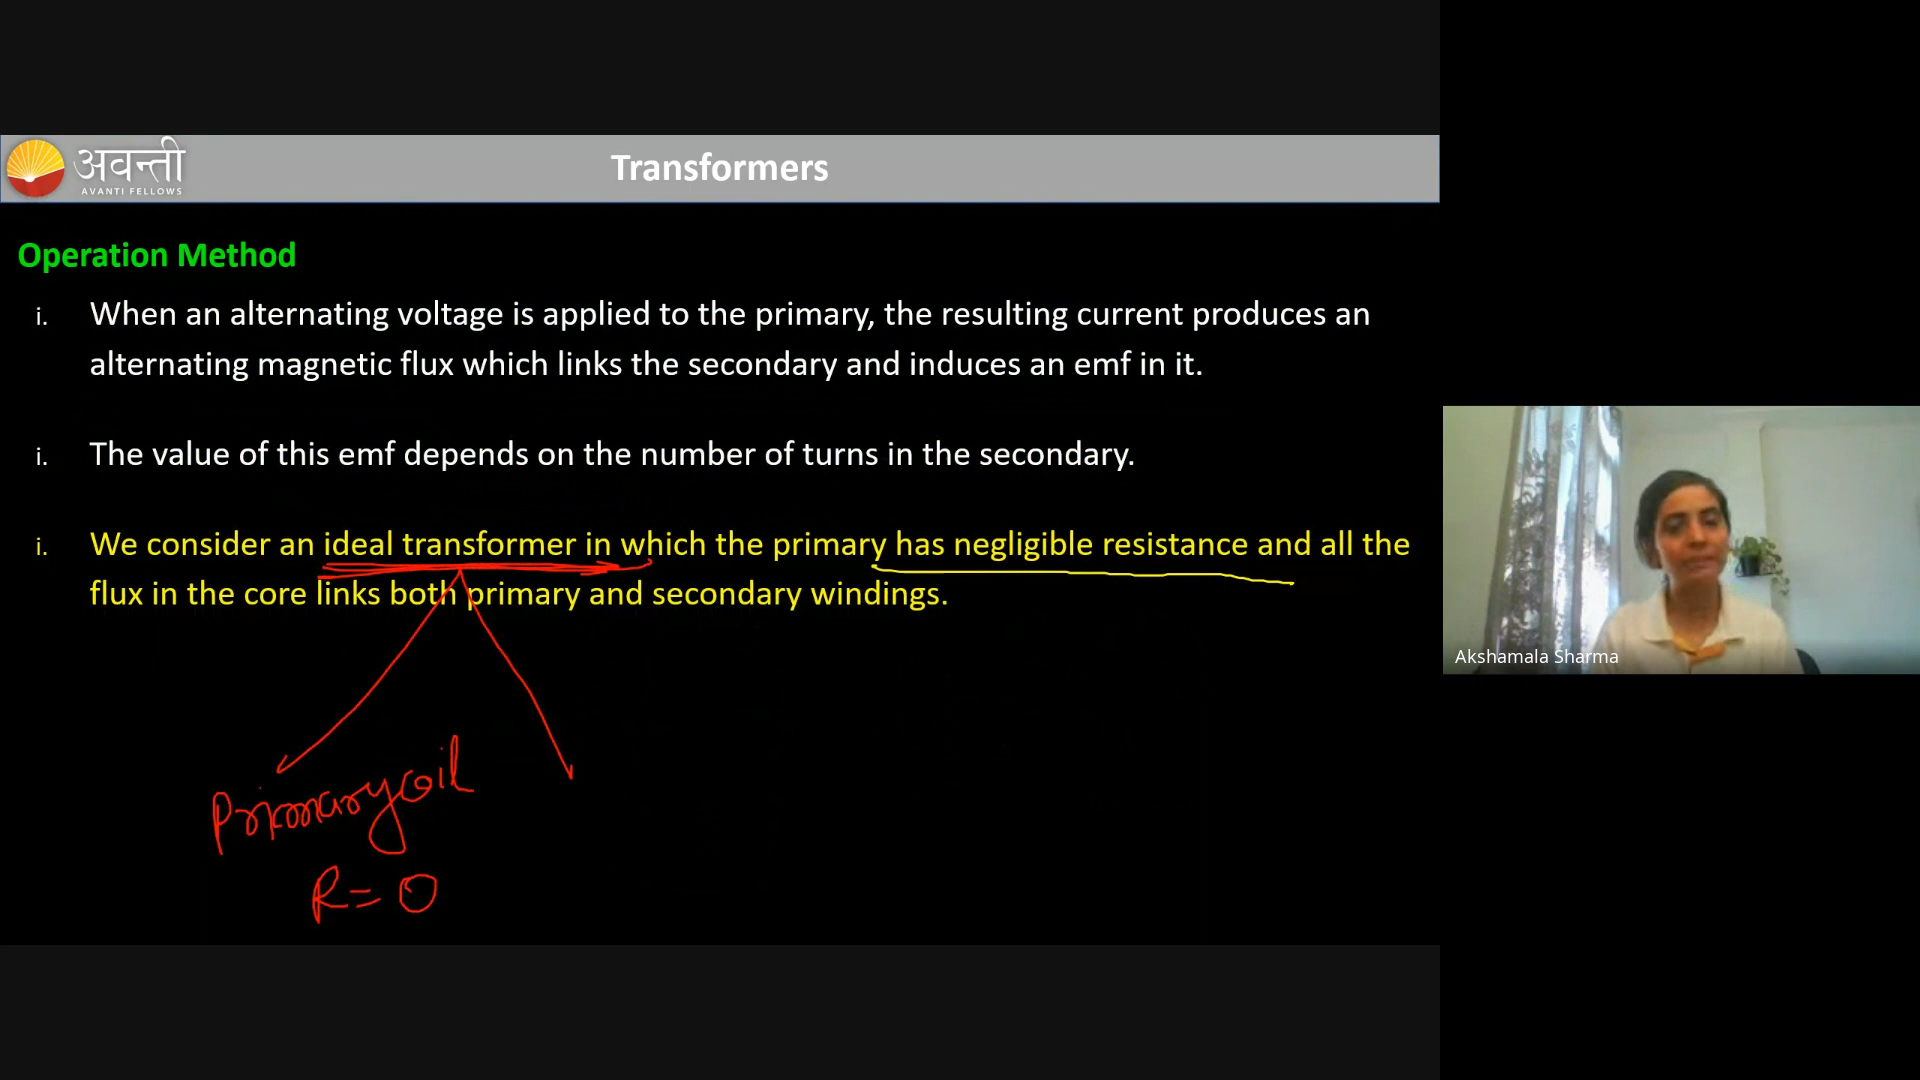 अवन्ती
AVANTI FELLOWS
Transformers
Operation Method
i. When an alternating voltage is applied to the primary, the resulting current produces an
alternating magnetic flux which links the secondary and induces an emf in it.
i. The value of this emf depends on the number of turns in the secondary.
i. We consider an ideal transformer in which the primary has negligible resistance and all the
flux in the core links both primary and secondary windings.
Primary coil
R = 0
Akshamala Sharma